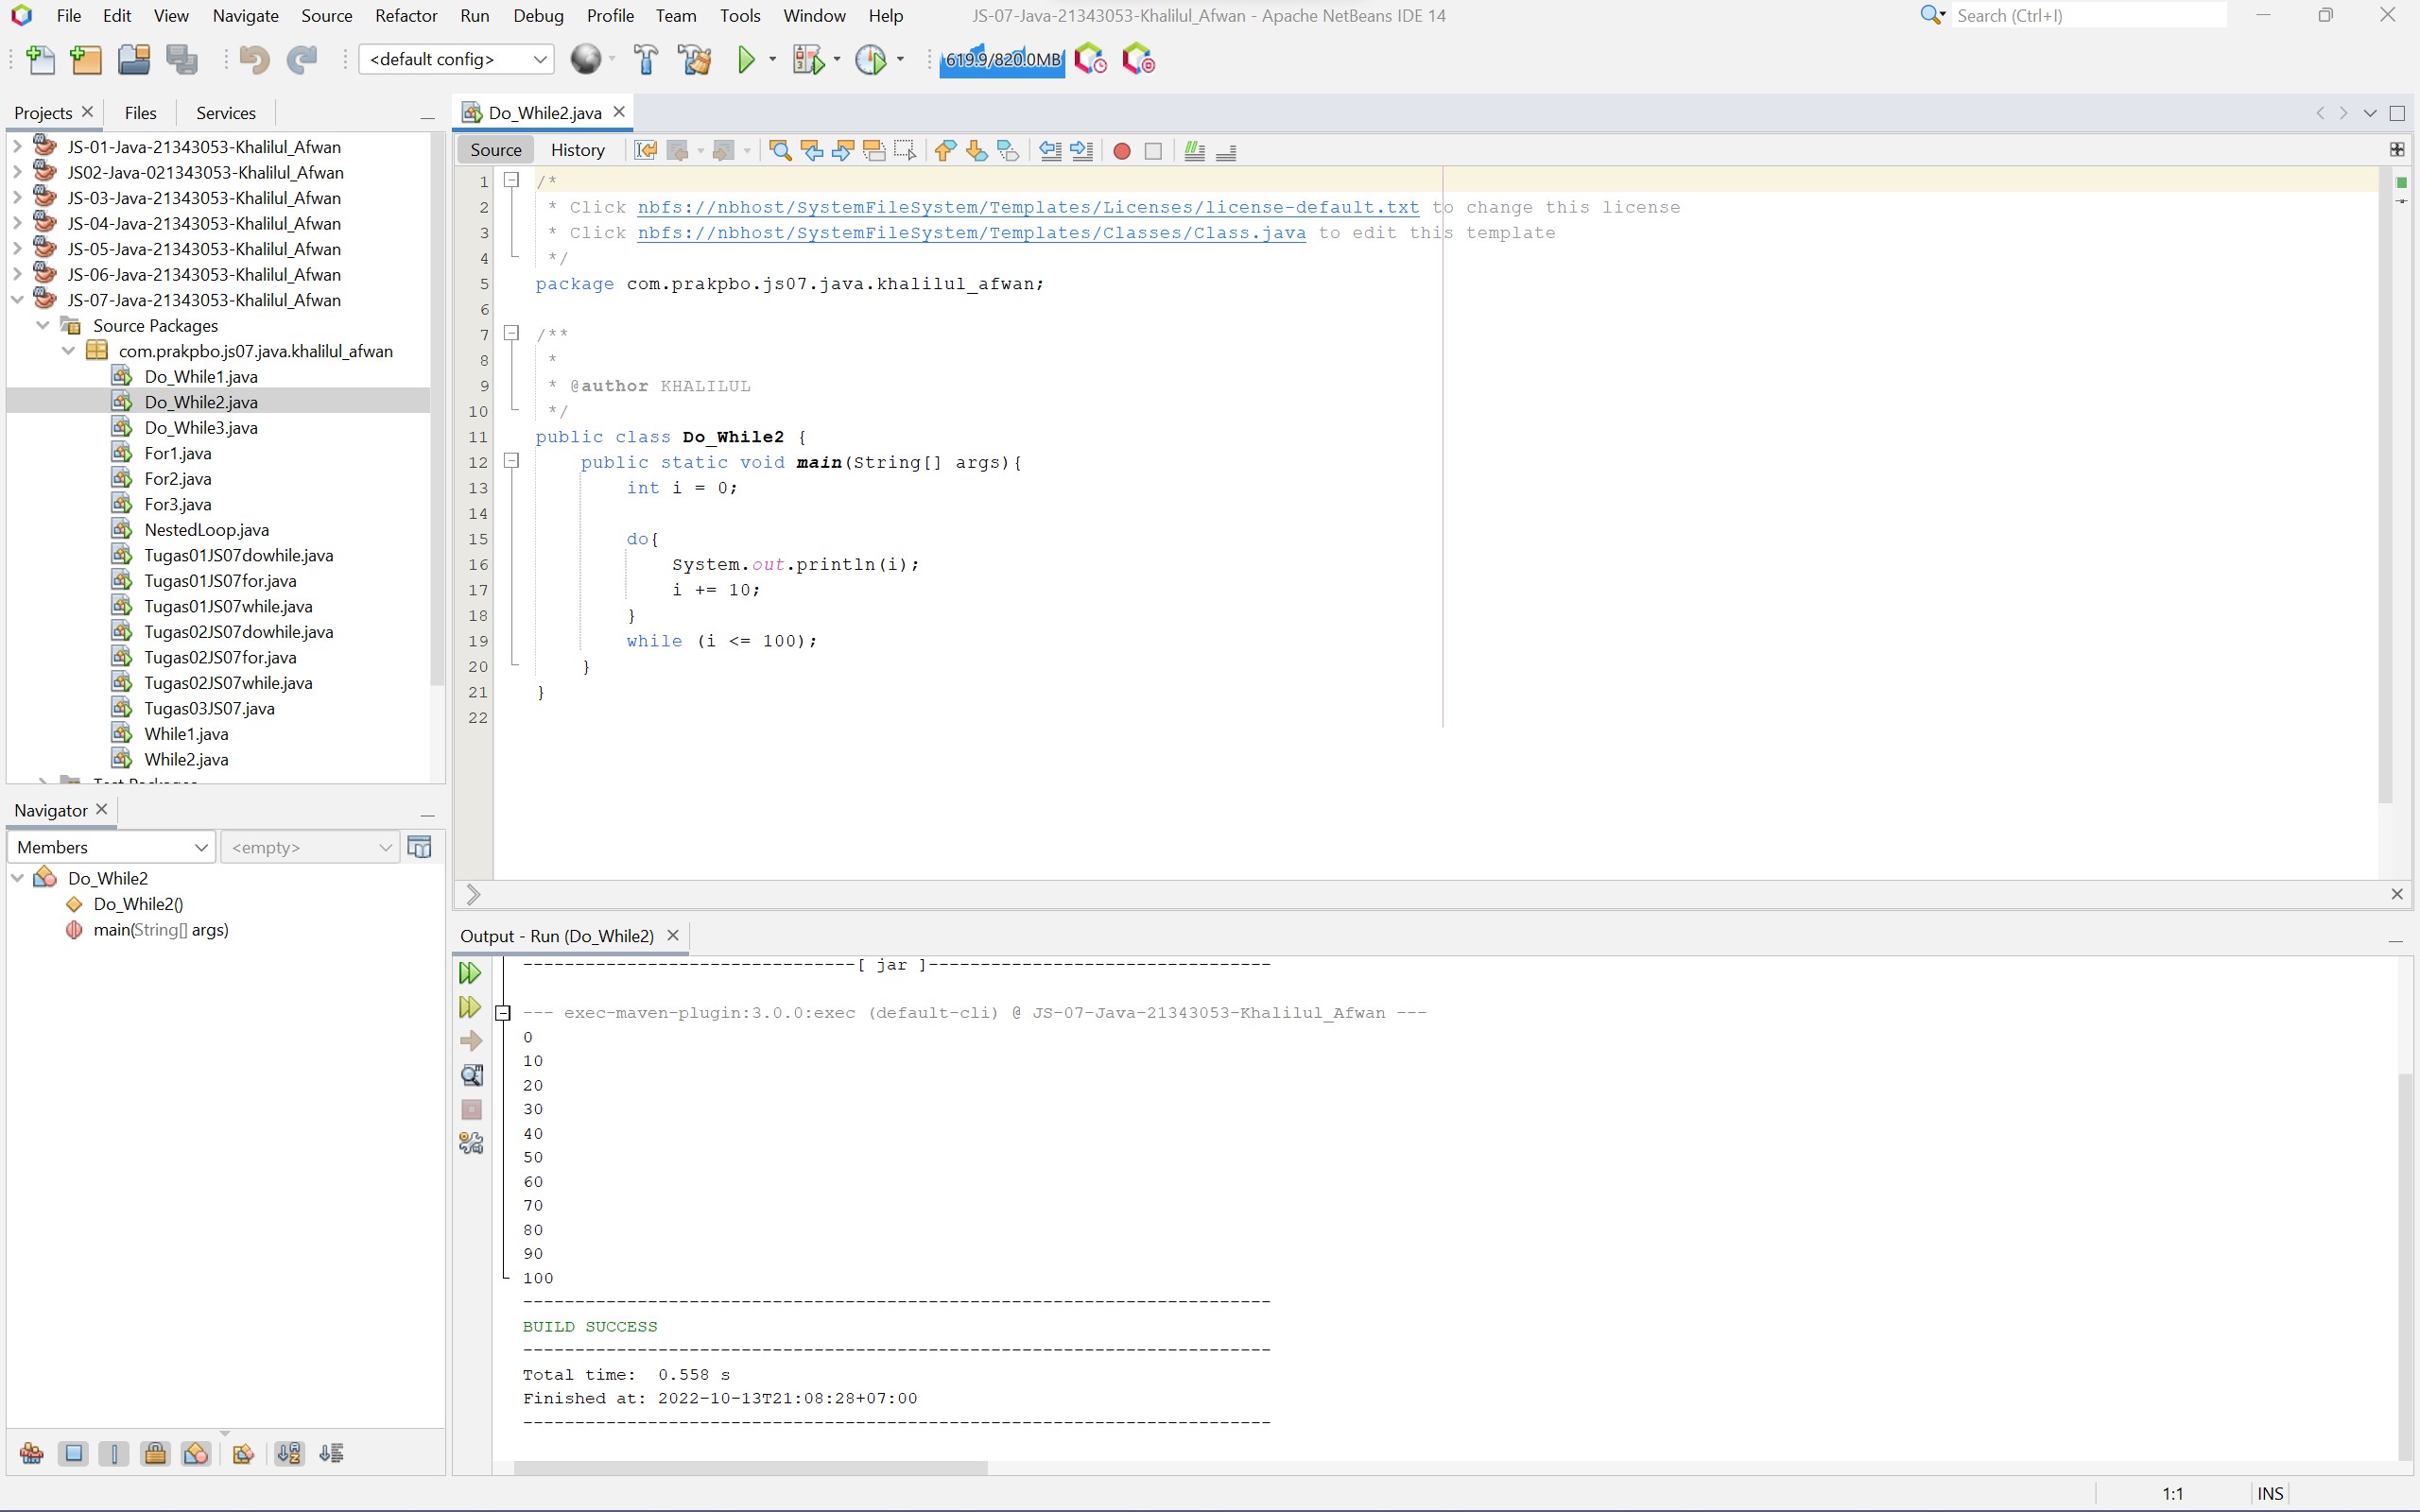 File Edit View Navigate Source Refactor Run Debug Profile Team Tools Window Help JS-07-Java-21343053-Khalilul_Afwan - Apache NetBeans IDE 14 Search (Ctrl+I)
<default config> 619.9/820.0MB
Projects Files Services
JS-01-Java-21343053-Khalilul_Afwan
JS02-Java-021343053-Khalilul_Afwan
JS-03-Java-21343053-Khalilul_Afwan
JS-04-Java-21343053-Khalilul_Afwan
JS-05-Java-21343053-Khalilul_Afwan
JS-06-Java-21343053-Khalilul_Afwan
JS-07-Java-21343053-Khalilul_Afwan
Source Packages
com.prakpbo.js07.java.khalilul_afwan
Do_While1.java
Do_While2.java
Do_While3.java
For1.java
For2.java
For3.java
NestedLoop.java
Tugas01JS07dowhile.java
Tugas01JS07for.java
Tugas01JS07while.java
Tugas02JS07dowhile.java
Tugas02JS07for.java
Tugas02JS07while.java
Tugas03JS07.java
While1.java
While2.java
Test Packages
Navigator
Members <empty>
Do_While2
Do_While2()
main(String[] args)
Do_While2.java
Source History
1 /*
2 * Click nbfs://nbhost/SystemFileSystem/Templates/Licenses/license-default.txt to change this license
3 * Click nbfs://nbhost/SystemFileSystem/Templates/Classes/Class.java to edit this template
4 */
5 package com.prakpbo.js07.java.khalilul_afwan;
6
7 /**
8 *
9 * @author KHALILUL
10 */
11 public class Do_While2 {
12 public static void main(String[] args){
13 int i = 0;
14
15 do{
16 System.out.println(i);
17 i += 10;
18 }
19 while (i <= 100);
20 }
21 }
22
Output - Run (Do_While2)
--------------------------------[ jar ]---------------------------------
--- exec-maven-plugin:3.0.0:exec (default-cli) @ JS-07-Java-21343053-Khalilul_Afwan ---
0
10
20
30
40
50
60
70
80
90
100
------------------------------------------------------------------------
BUILD SUCCESS
------------------------------------------------------------------------
Total time: 0.558 s
Finished at: 2022-10-13T21:08:28+07:00
------------------------------------------------------------------------
1:1 INS